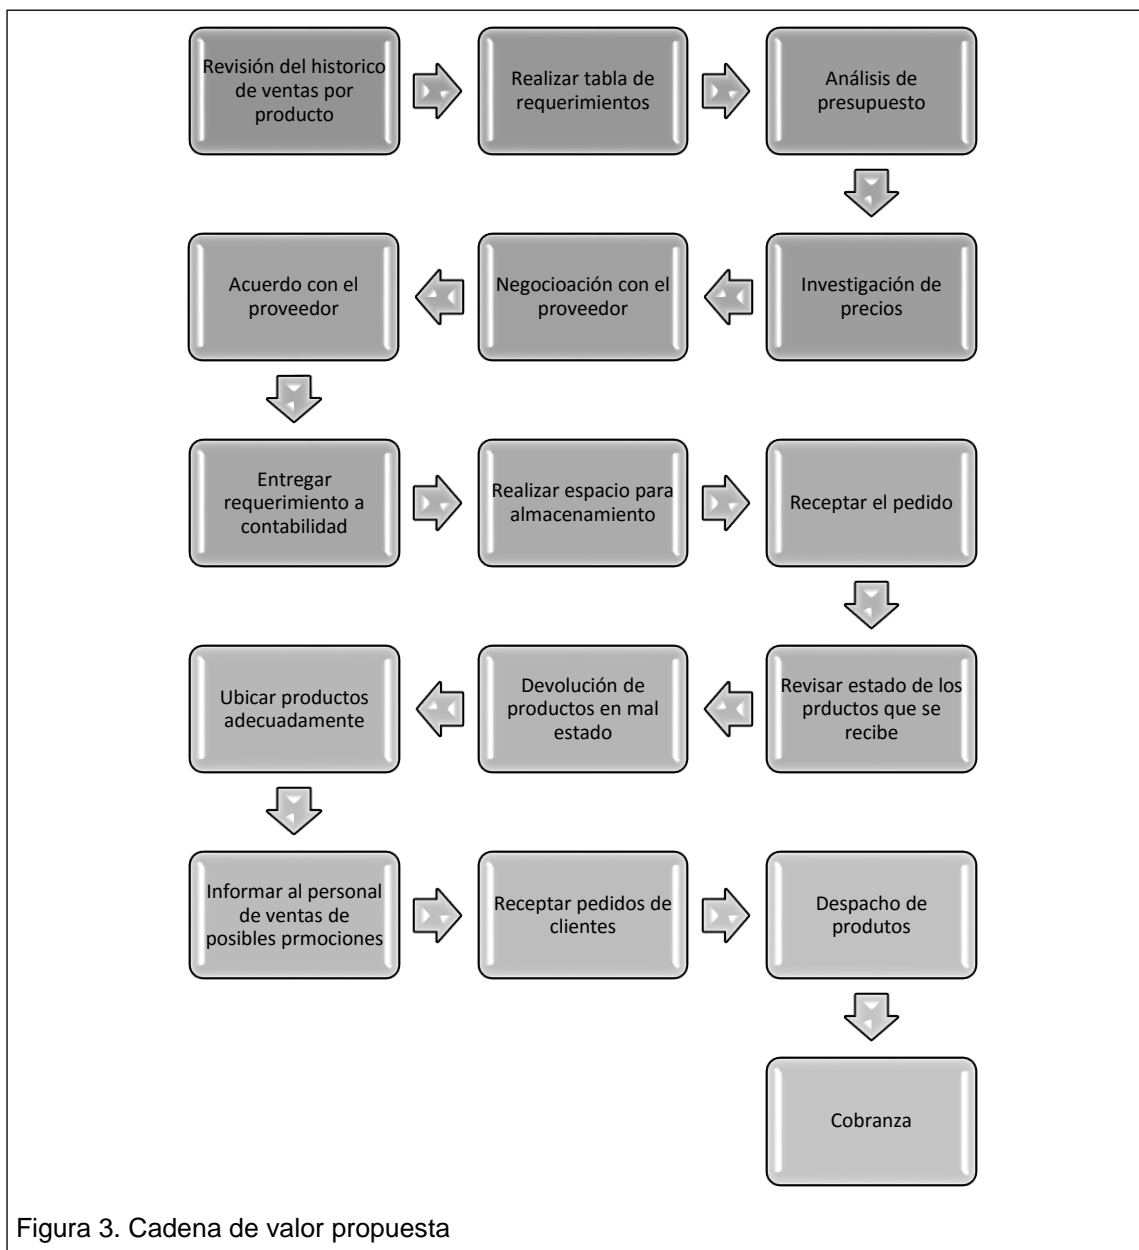 Revisión del historico
de ventas por
producto
Realizar tabla de
requerimientos
Análisis de
presupuesto
Investigación de
precios
Negocioación con el
proveedor
Acuerdo con el
proveedor
Entregar
requerimiento a
contabilidad
Realizar espacio para
almacenamiento
Receptar el pedido
Revisar estado de los
prductos que se
recibe
Devolución de
productos en mal
estado
Ubicar productos
adecuadamente
Informar al personal
de ventas de
posibles prmociones
Receptar pedidos de
clientes
Despacho de
produtos
Cobranza
Figura 3. Cadena de valor propuesta